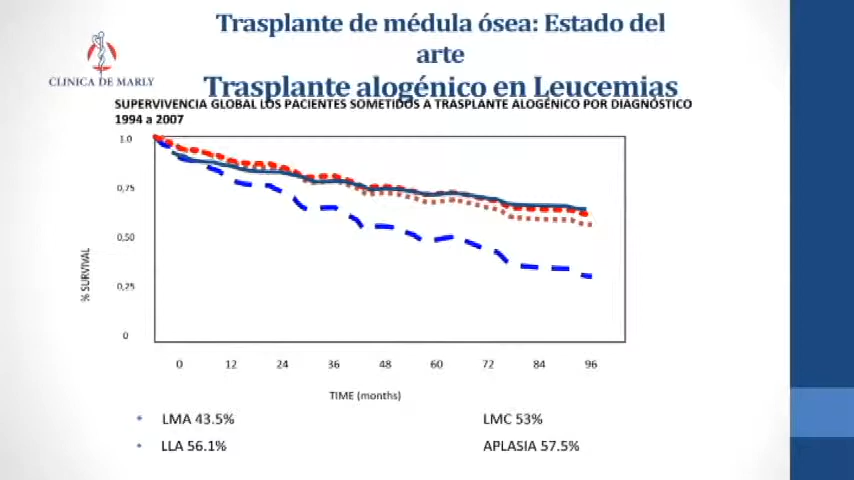 Trasplante de médula ósea: Estado del
arte
Trasplante alogénico en Leucemias
CLINICA DE MARLY
SUPERVIVENCIA GLOBAL LOS PACIENTES SOMETIDOS A TRASPLANTE ALOGÉNICO POR DIAGNÓSTICO
1994 a 2007
1.0
0,75
0,50
0,25
0
% SURVIVAL
0 12 24 36 48 60 72 84 96
TIME (months)
• LMA 43.5% LMC 53%
• LLA 56.1% APLASIA 57.5%